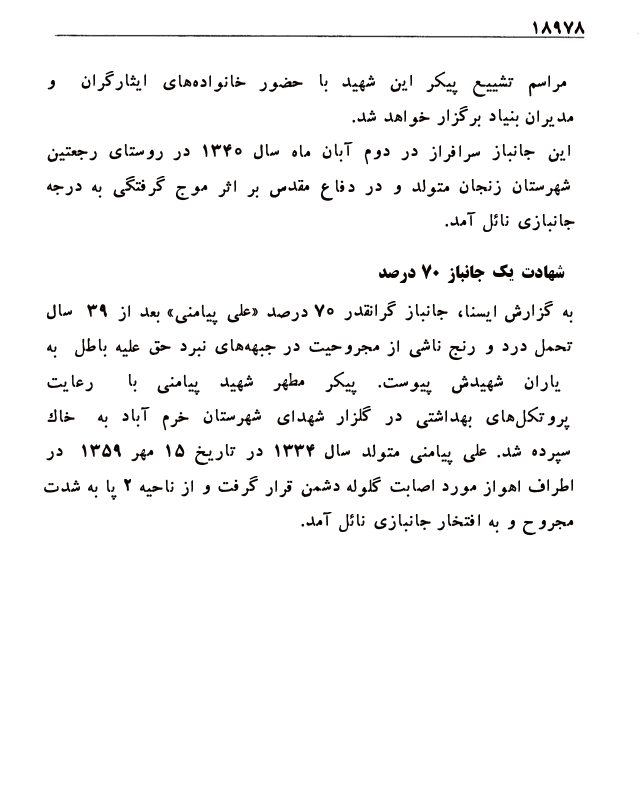 ۱۸۹۷۸
مراسم تشییع پیکر این شهید با حضور خانواده‌های ایثارگران و
مدیران بنیاد برگزار خواهد شد.
این جانباز سرافراز در دوم آبان ماه سال ۱۳۴۰ در روستای رجعتین
شهرستان زنجان متولد و در دفاع مقدس بر اثر موج گرفتگی به درجه
جانبازی نائل آمد.
شهادت یک جانباز ۷۰ درصد
به گزارش ایسنا، جانباز گرانقدر ۷۰ درصد «علی پیامنی» بعد از ۳۹ سال
تحمل درد و رنج ناشی از مجروحیت در جبهه‌های نبرد حق علیه باطل به
یاران شهیدش پیوست. پیکر مطهر شهید پیامنی با رعایت
پروتکل‌های بهداشتی در گلزار شهدای شهرستان خرم آباد به خاک
سپرده شد. علی پیامنی متولد سال ۱۳۳۴ در تاریخ ۱۵ مهر ۱۳۵۹ در
اطراف اهواز مورد اصابت گلوله دشمن قرار گرفت و از ناحیه ۲ پا به شدت
مجروح و به افتخار جانبازی نائل آمد.